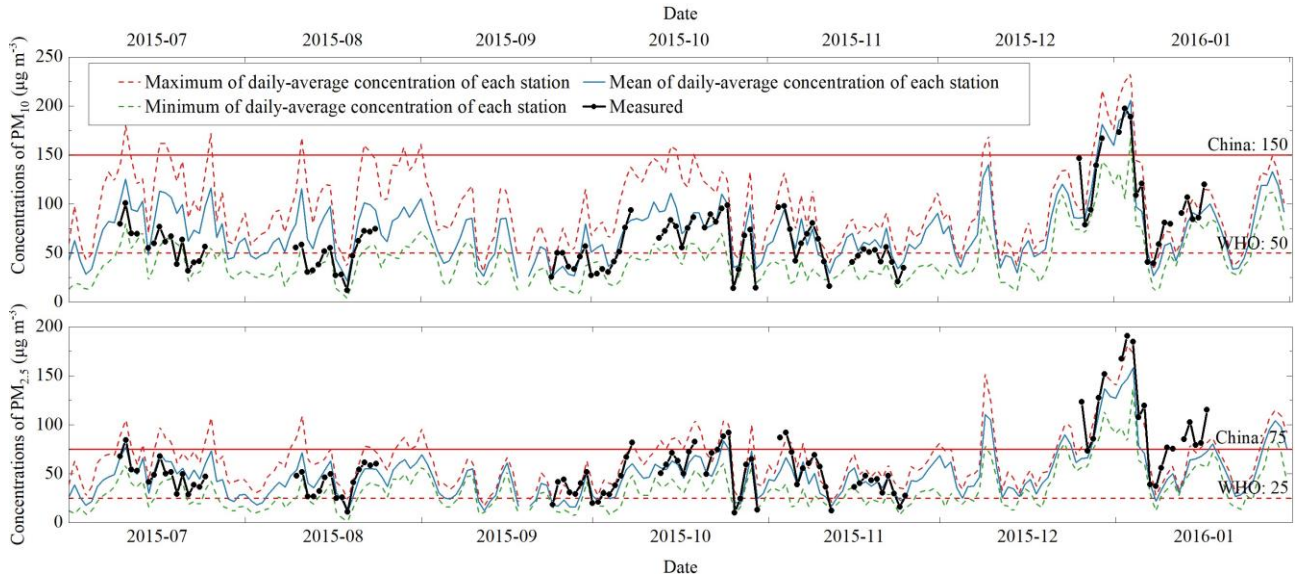 Date
2015-07 2015-08 2015-09 2015-10 2015-11 2015-12 2016-01
Concentrations of PM₁₀ (μg m⁻³)
250
200
150
100
50
0
Maximum of daily-average concentration of each station
Mean of daily-average concentration of each station
Minimum of daily-average concentration of each station
Measured
China: 150
WHO: 50
Concentrations of PM₂.₅ (μg m⁻³)
200
150
100
50
0
China: 75
WHO: 25
2015-07 2015-08 2015-09 2015-10 2015-11 2015-12 2016-01
Date